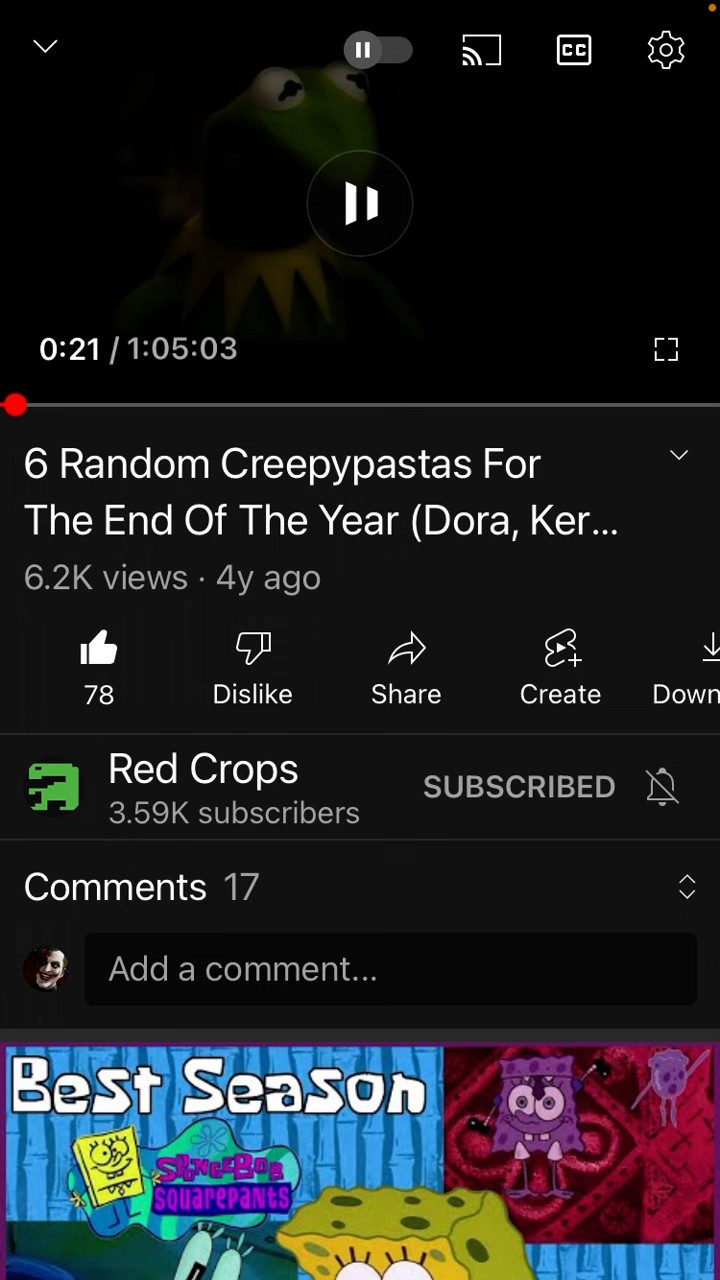 CC
0:21 / 1:05:03
6 Random Creepypastas For
The End Of The Year (Dora, Ker...
6.2K views · 4y ago
78 Dislike Share Create Down
Red Crops
3.59K subscribers
SUBSCRIBED
Comments 17
Add a comment...
Best Season
SPONGEBOB
SQUAREPANTS